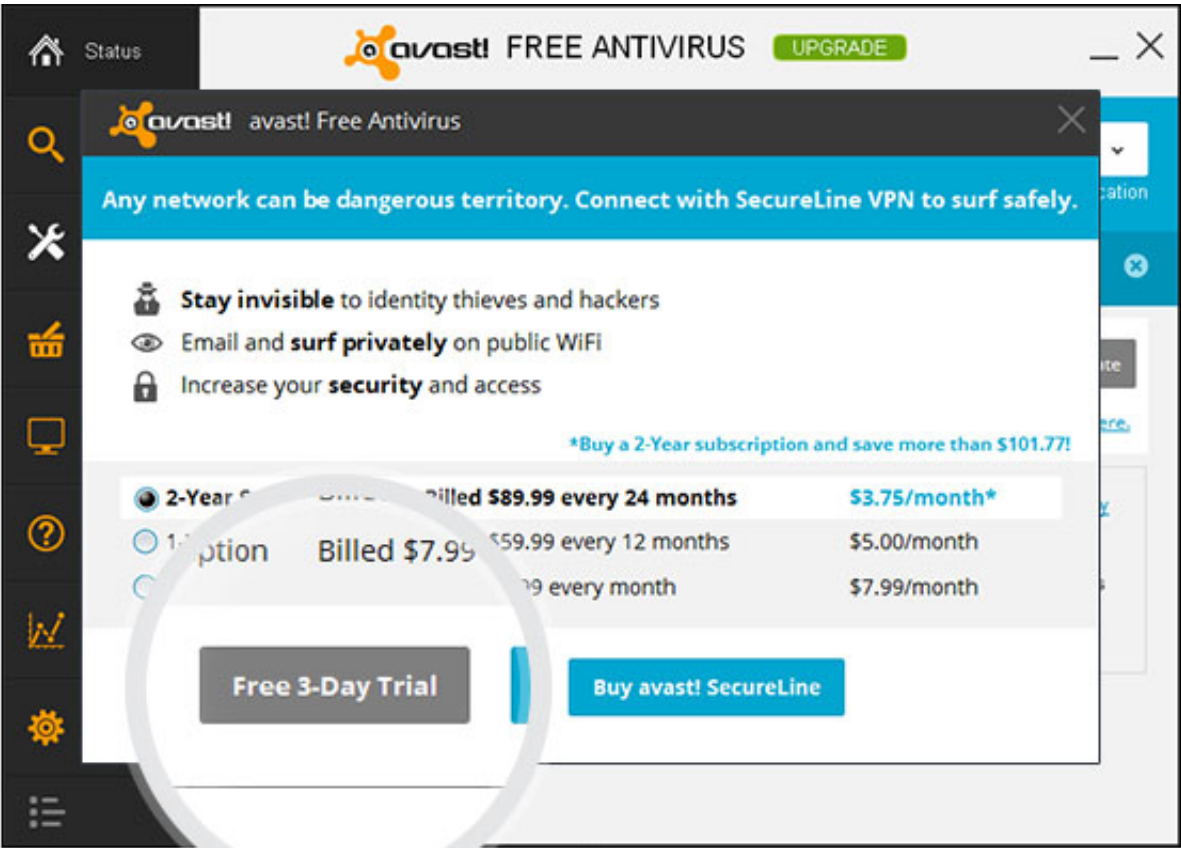 Status
avast! FREE ANTIVIRUS UPGRADE
avast! avast! Free Antivirus
Any network can be dangerous territory. Connect with SecureLine VPN to surf safely.
Stay invisible to identity thieves and hackers
Email and surf privately on public WiFi
Increase your security and access
*Buy a 2-Year subscription and save more than $101.77!
2-Year Billed $89.99 every 24 months $3.75/month*
$59.99 every 12 months $5.00/month
Billed $7.99
every month $7.99/month
Free 3-Day Trial
Buy avast! SecureLine